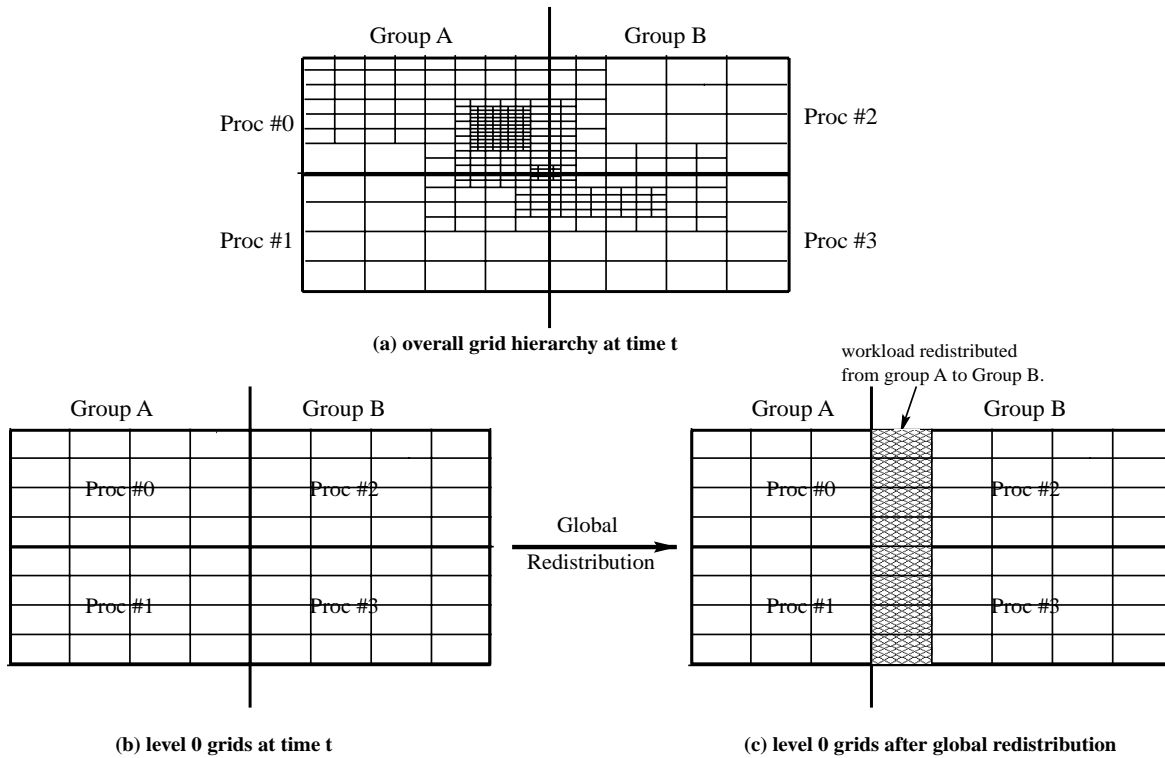 Group A
Group B
Proc #0
Proc #2
Proc #1
Proc #3
(a) overall grid hierarchy at time t
workload redistributed
from group A to Group B.
Group A
Group B
Group A
Group B
Proc #0
Proc #2
Proc #0
Proc #2
Global
Redistribution
Proc #1
Proc #3
Proc #1
Proc #3
(b) level 0 grids at time t
(c) level 0 grids after global redistribution